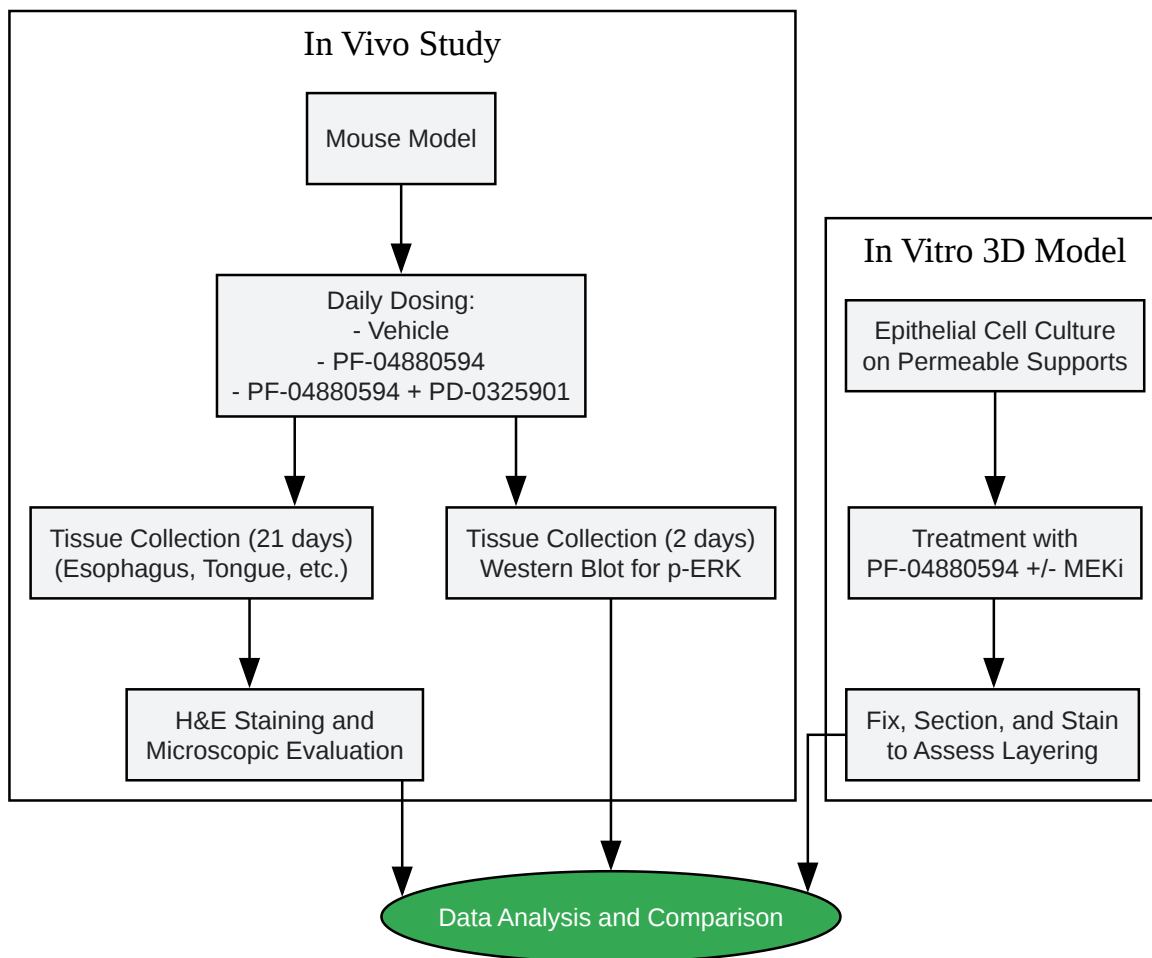 In Vivo Study
Mouse Model
Daily Dosing:
- Vehicle
- PF-04880594
- PF-04880594 + PD-0325901
Tissue Collection (21 days)
(Esophagus, Tongue, etc.)
Tissue Collection (2 days)
Western Blot for p-ERK
H&E Staining and
Microscopic Evaluation
In Vitro 3D Model
Epithelial Cell Culture
on Permeable Supports
Treatment with
PF-04880594 +/- MEKi
Fix, Section, and Stain
to Assess Layering
Data Analysis and Comparison